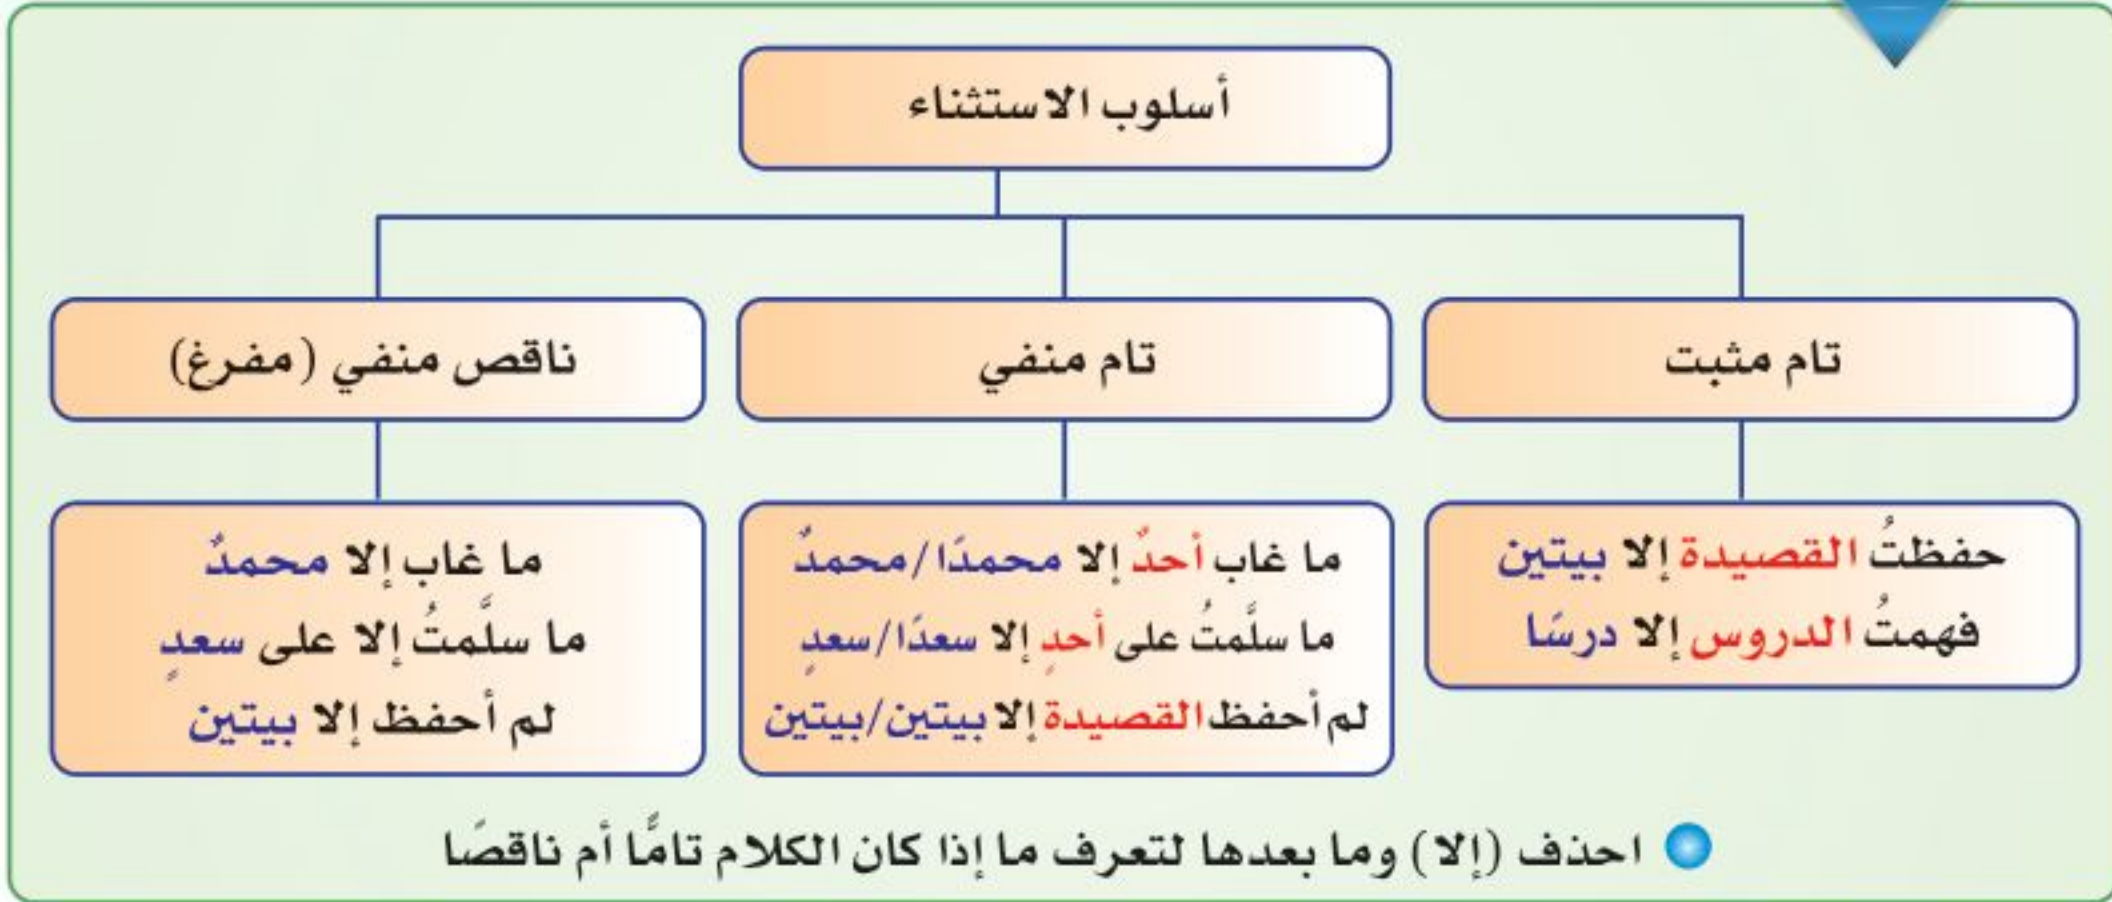 أسلوب الاستثناء
تام مثبت
تام منفي
ناقص منفي (مفرغ)
حفظتُ القصيدة إلا بيتين
فهمتُ الدروس إلا درسًا
ما غاب أحدٌ إلا محمدًا/محمدٌ
ما سلَّمتُ على أحدٍ إلا سعدًا/سعدٍ
لم أحفظ القصيدة إلا بيتين/بيتين
ما غاب إلا محمدٌ
ما سلَّمتُ إلا على سعدٍ
لم أحفظ إلا بيتين
احذف (إلا) وما بعدها لتعرف ما إذا كان الكلام تامًّا أم ناقصًا